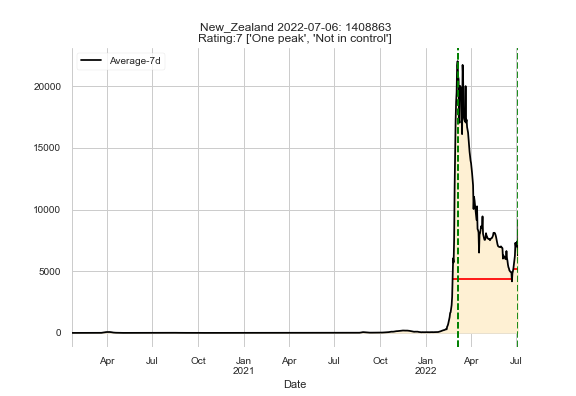 New_Zealand 2022-07-06: 1408863
Rating:7 ['One peak', 'Not in control']
Average-7d
20000
15000
10000
5000
0
Apr Jul Oct Jan Apr Jul Oct Jan Apr Jul
2021 2022
Date